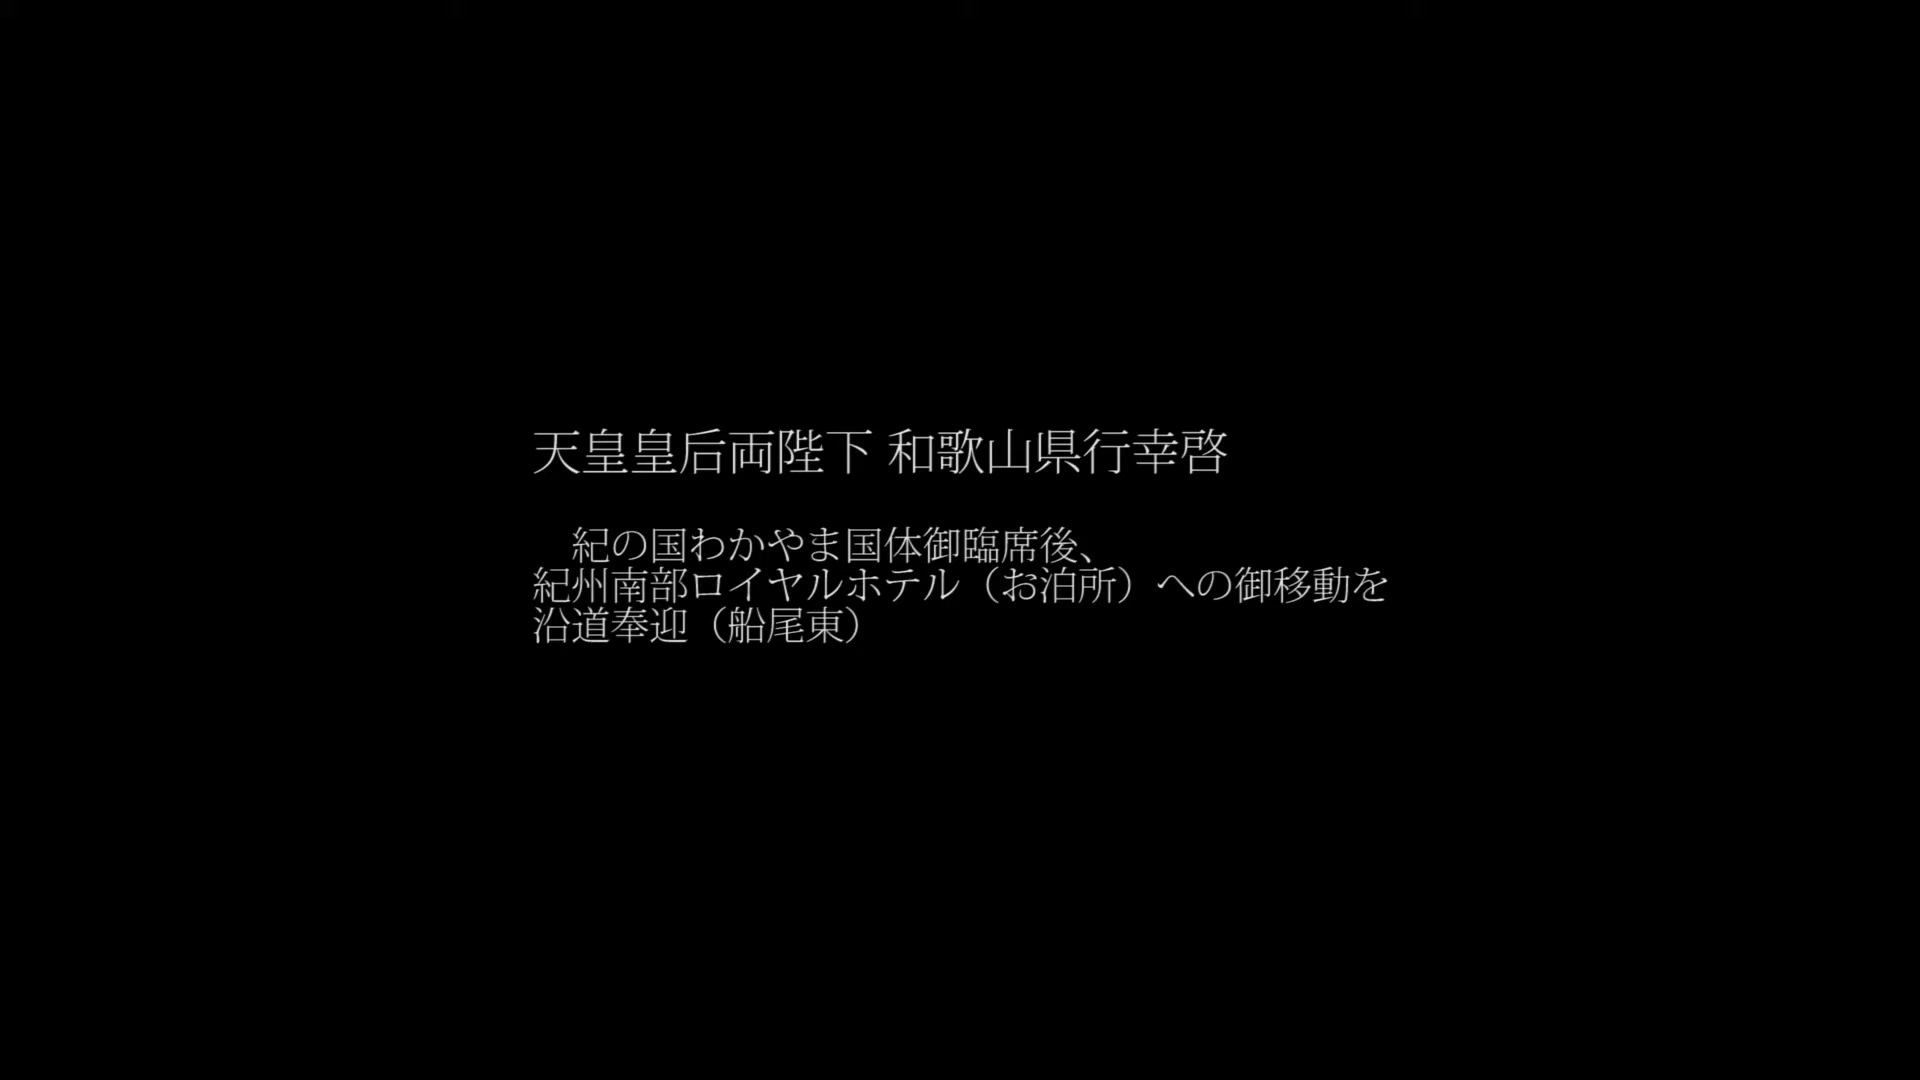 天皇皇后両陛下 和歌山県行幸啓
　紀の国わかやま国体御臨席後、
紀州南部ロイヤルホテル（お泊所）への御移動を
沿道奉迎（船尾東）